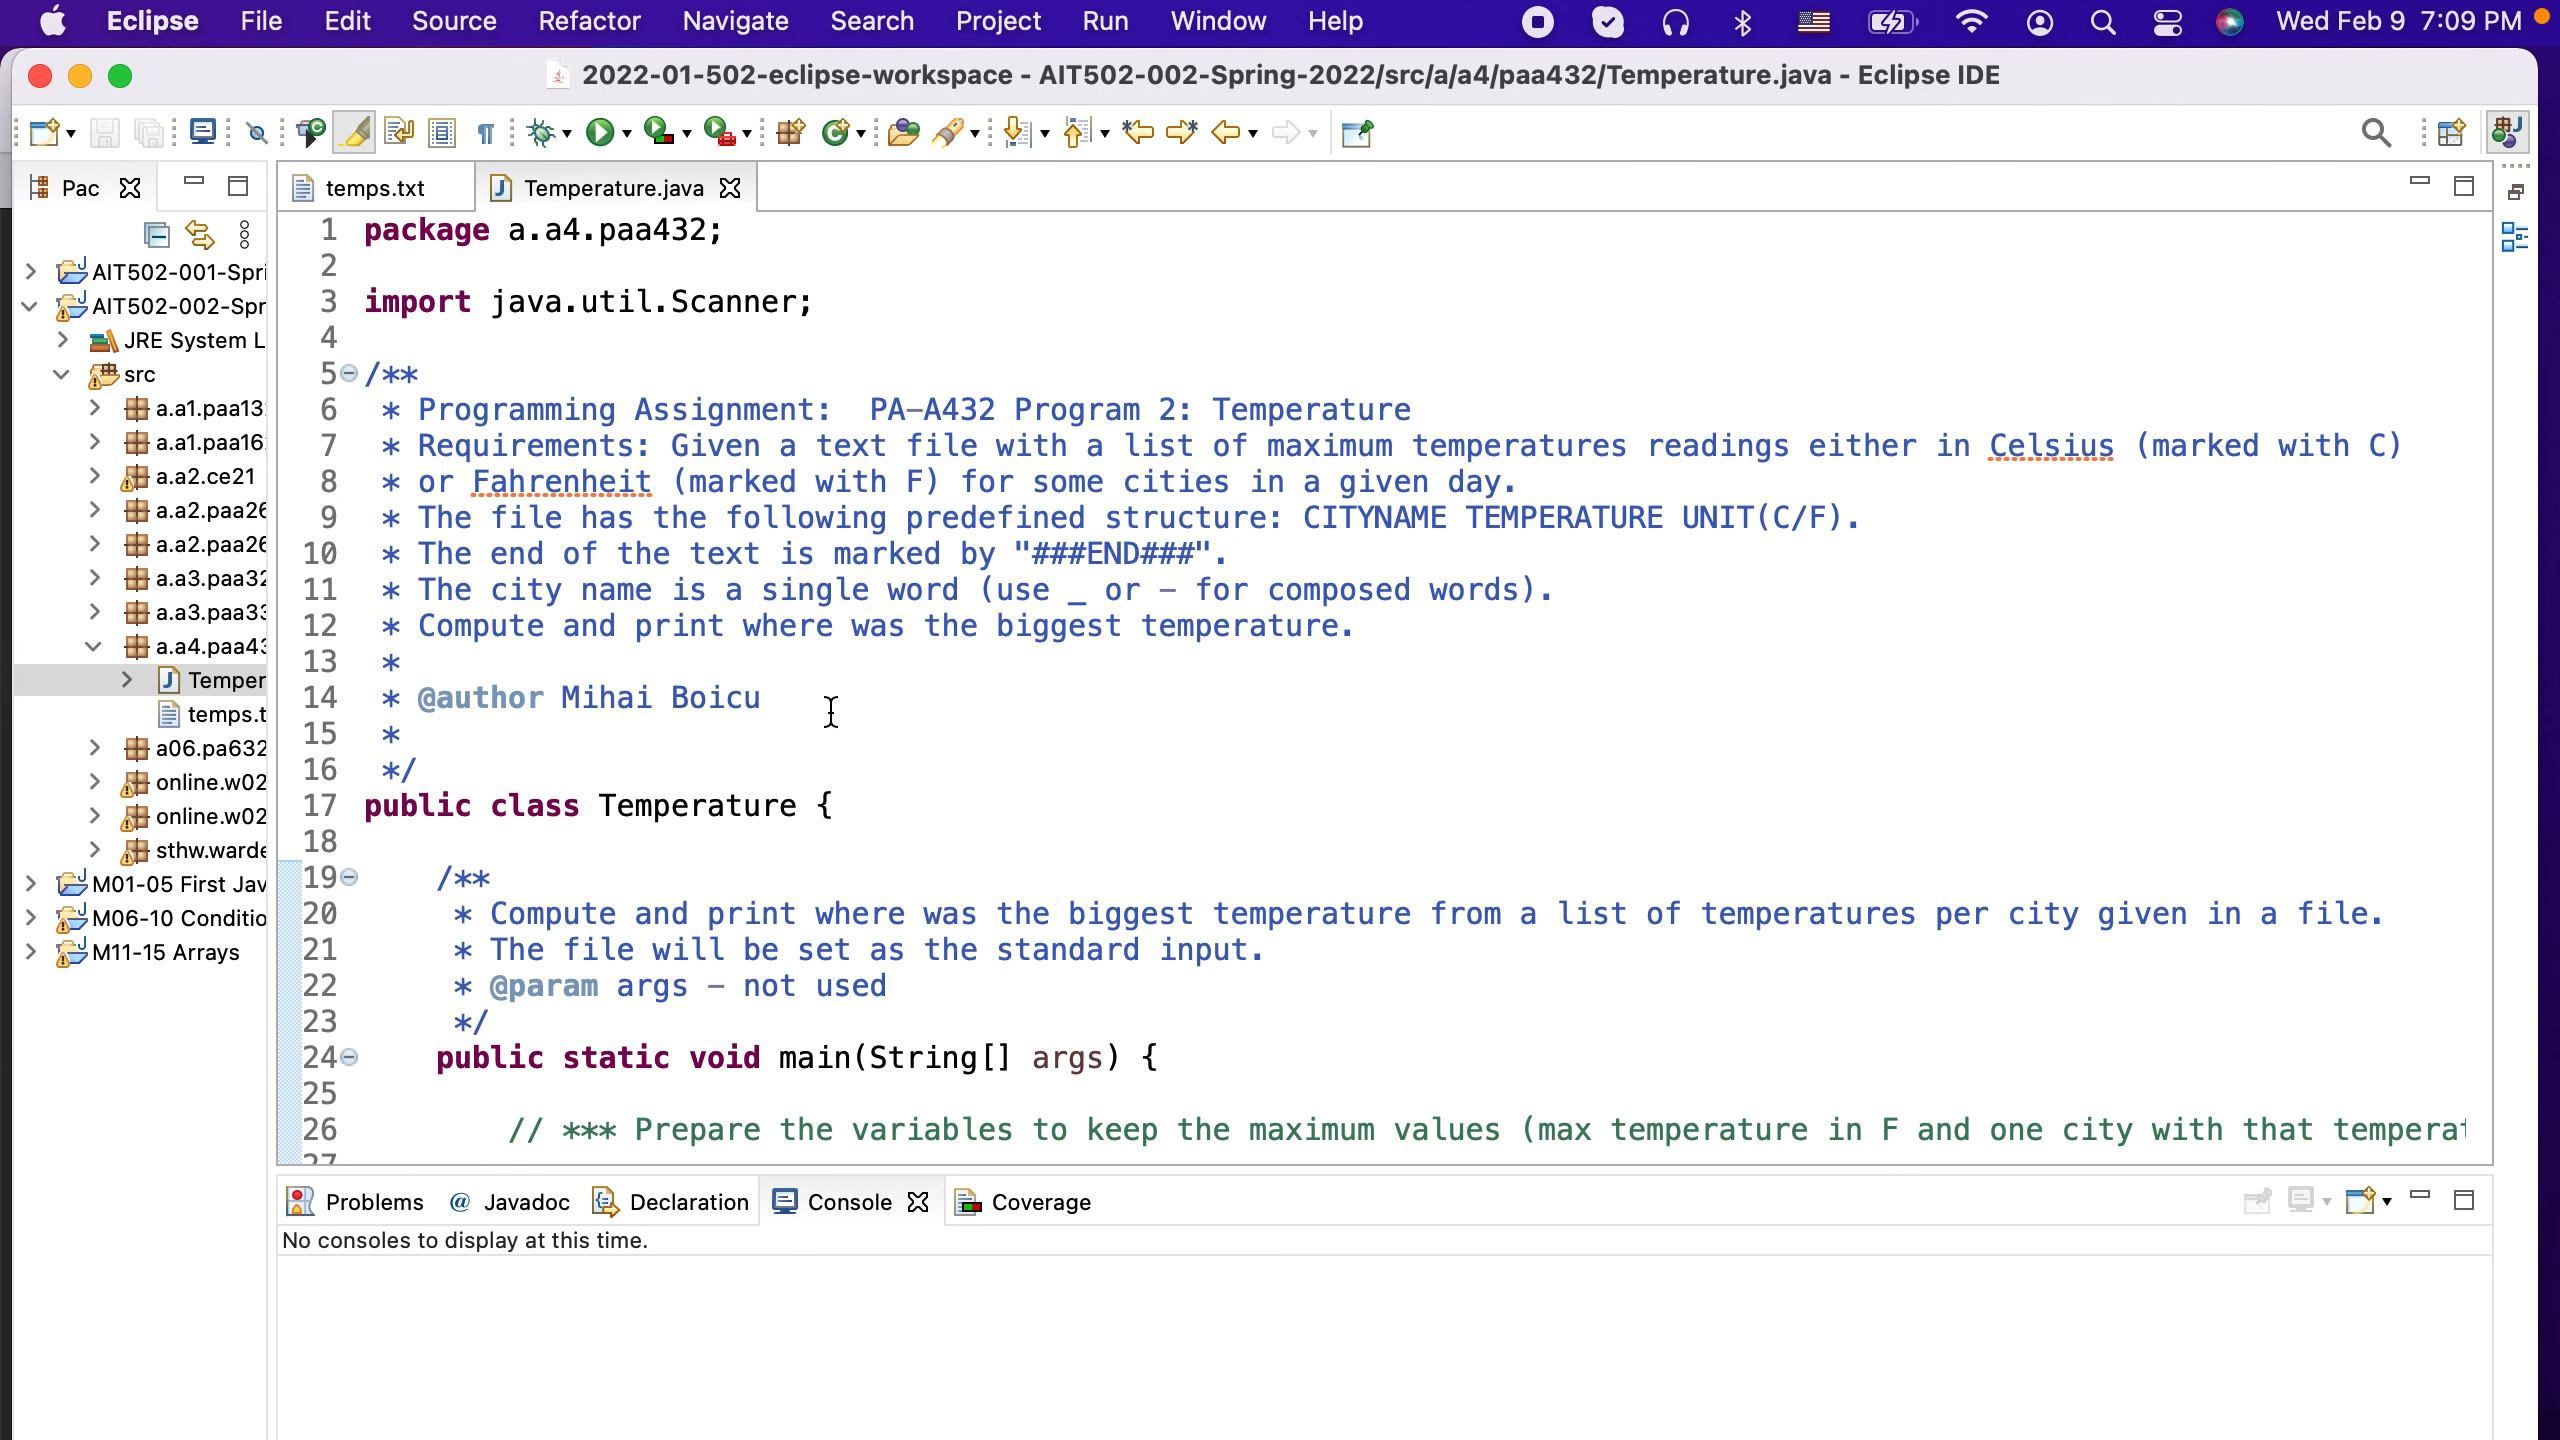 Eclipse File Edit Source Refactor Navigate Search Project Run Window Help Wed Feb 9 7:09 PM
2022-01-502-eclipse-workspace - AIT502-002-Spring-2022/src/a/a4/paa432/Temperature.java - Eclipse IDE
Pac
temps.txt
Temperature.java
AIT502-001-Spri
AIT502-002-Spr
JRE System L
src
a.a1.paa13
a.a1.paa16
a.a2.ce21
a.a2.paa26
a.a2.paa26
a.a3.paa32
a.a3.paa33
a.a4.paa43
Temper
temps.t
a06.pa632
online.w02
online.w02
sthw.warde
M01-05 First Jav
M06-10 Conditio
M11-15 Arrays
1 package a.a4.paa432;
2
3 import java.util.Scanner;
4
5 /**
6 * Programming Assignment:  PA-A432 Program 2: Temperature
7 * Requirements: Given a text file with a list of maximum temperatures readings either in Celsius (marked with C)
8 * or Fahrenheit (marked with F) for some cities in a given day.
9 * The file has the following predefined structure: CITYNAME TEMPERATURE UNIT(C/F).
10 * The end of the text is marked by "###END###".
11 * The city name is a single word (use _ or - for composed words).
12 * Compute and print where was the biggest temperature.
13 *
14 * @author Mihai Boicu
15 *
16 */
17 public class Temperature {
18
19 /**
20 * Compute and print where was the biggest temperature from a list of temperatures per city given in a file.
21 * The file will be set as the standard input.
22 * @param args - not used
23 */
24 public static void main(String[] args) {
25
26 // *** Prepare the variables to keep the maximum values (max temperature in F and one city with that temperat
27
Problems @ Javadoc Declaration Console Coverage
No consoles to display at this time.